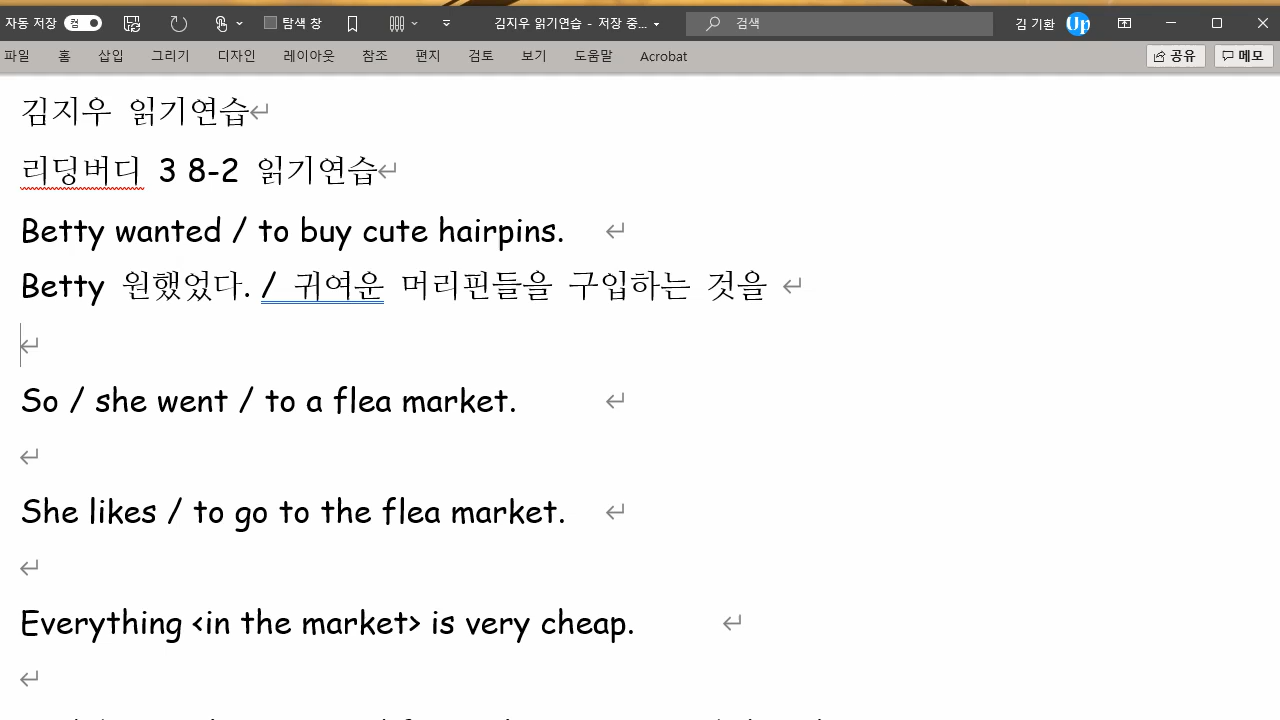 자동 저장 컴 탐색 창 김지우 읽기연습 - 저장 중... 검색 김 기환 Up
파일 홈 삽입 그리기 디자인 레이아웃 참조 편지 검토 보기 도움말 Acrobat 공유 메모
김지우 읽기연습
리딩버디 3 8-2 읽기연습
Betty wanted / to buy cute hairpins.
Betty 원했었다. / 귀여운 머리핀들을 구입하는 것을
So / she went / to a flea market.
She likes / to go to the flea market.
Everything <in the market> is very cheap.